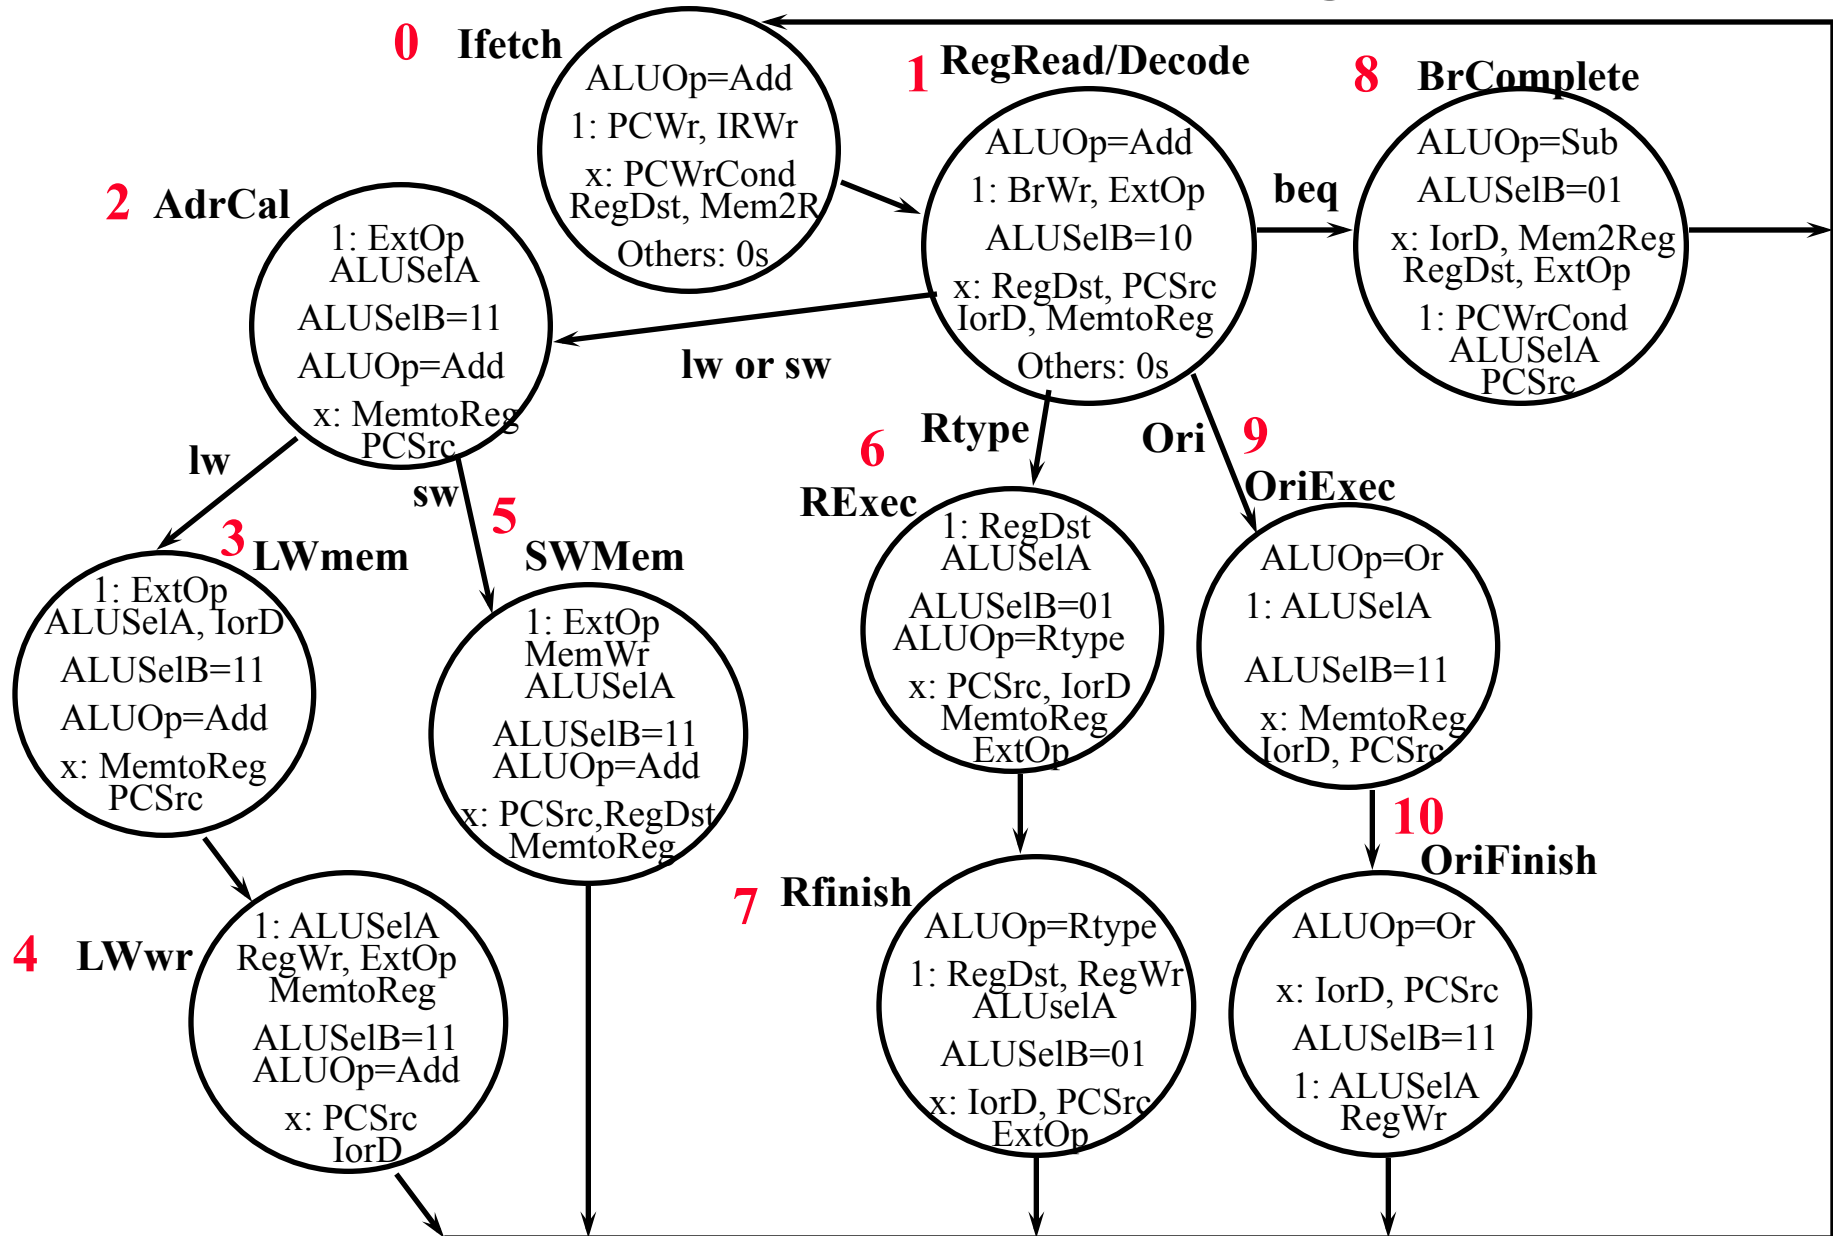 0 Ifetch
ALUOp=Add
1: PCWr, IRWr
x: PCWrCond
RegDst, Mem2R
Others: 0s
1 RegRead/Decode
ALUOp=Add
1: BrWr, ExtOp
ALUSelB=10
x: RegDst, PCSrc
IorD, MemtoReg
Others: 0s
beq
8 BrComplete
ALUOp=Sub
ALUSelB=01
x: IorD, Mem2Reg
RegDst, ExtOp
1: PCWrCond
ALUSelA
PCSrc
2 AdrCal
1: ExtOp
ALUSelA
ALUSelB=11
ALUOp=Add
x: MemtoReg
PCSrc
lw or sw
lw
sw
3 LWmem
1: ExtOp
ALUSelA, IorD
ALUSelB=11
ALUOp=Add
x: MemtoReg
PCSrc
5 SWMem
1: ExtOp
MemWr
ALUSelA
ALUSelB=11
ALUOp=Add
x: PCSrc,RegDst
MemtoReg
Rtype
6
RExec
1: RegDst
ALUSelA
ALUSelB=01
ALUOp=Rtype
x: PCSrc, IorD
MemtoReg
ExtOp
Ori
9
OriExec
ALUOp=Or
1: ALUSelA
ALUSelB=11
x: MemtoReg
IorD, PCSrc
4 LWwr
1: ALUSelA
RegWr, ExtOp
MemtoReg
ALUSelB=11
ALUOp=Add
x: PCSrc
IorD
7 Rfinish
ALUOp=Rtype
1: RegDst, RegWr
ALUselA
ALUSelB=01
x: IorD, PCSrc
ExtOp
10
OriFinish
ALUOp=Or
x: IorD, PCSrc
ALUSelB=11
1: ALUSelA
RegWr